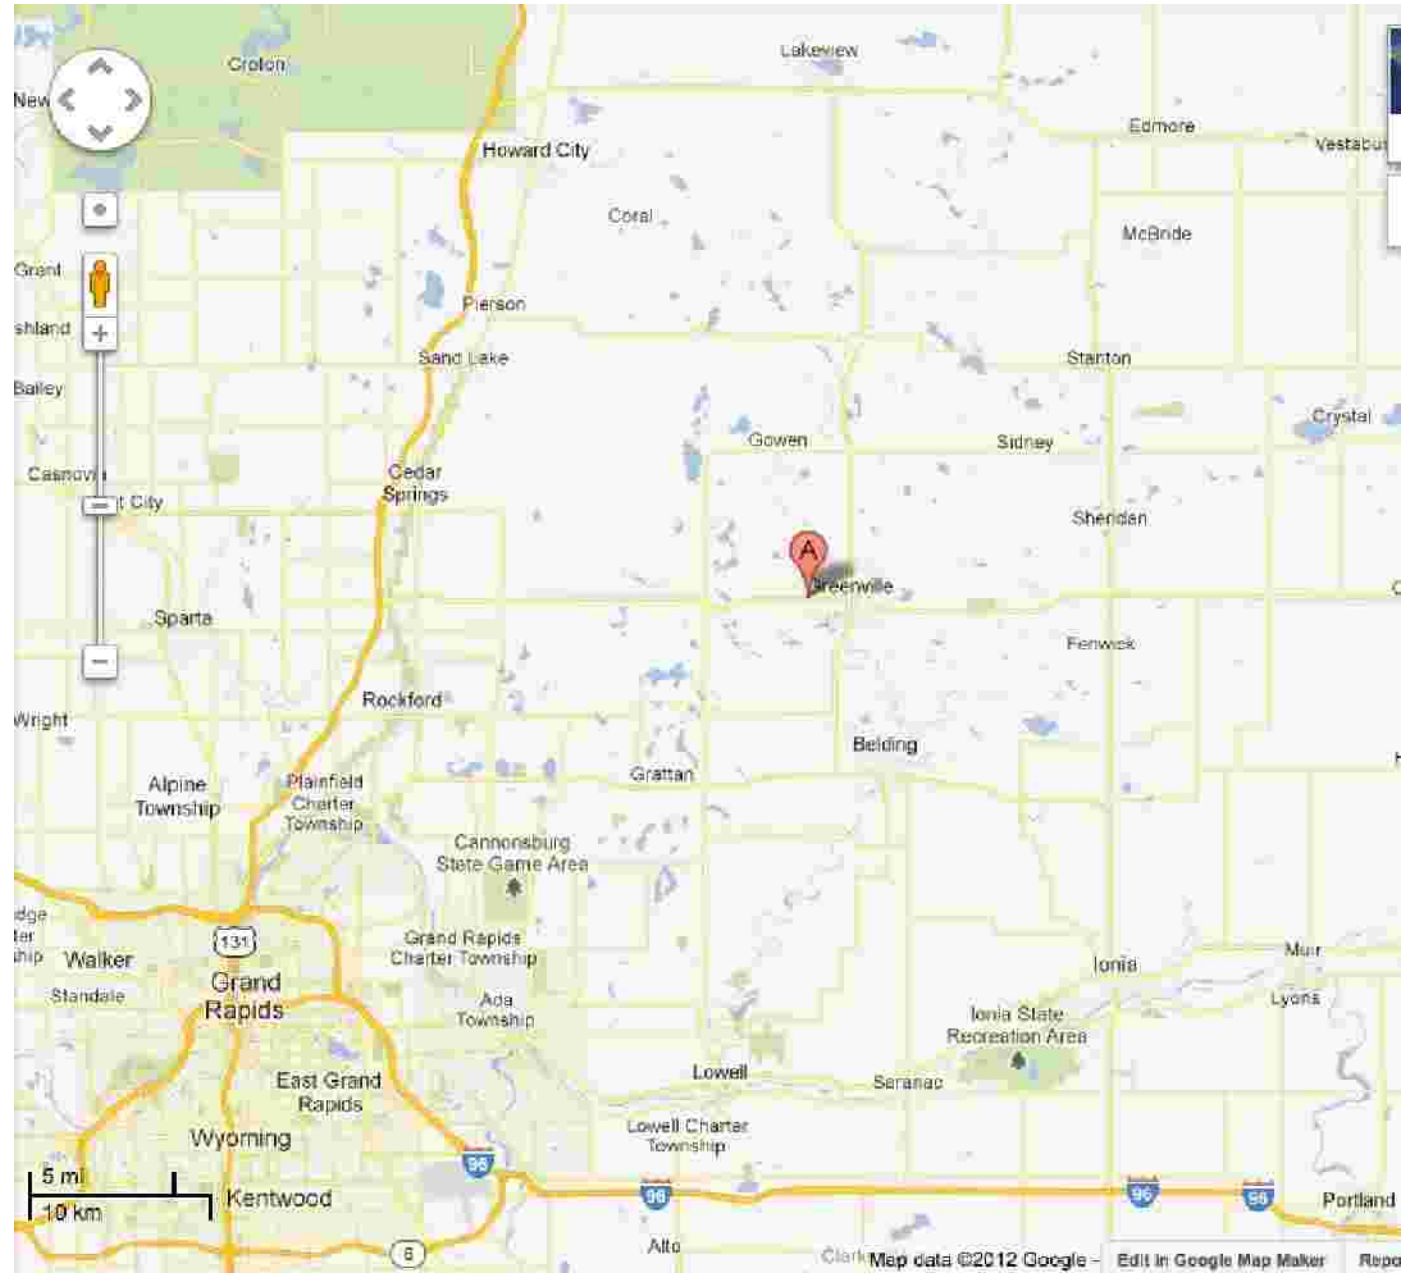 Croton
Lakeview
New
Edmore
Howard City
Coral
McBride
Grant
Pierson
shland
Sand Lake
Stanton
Bailey
Crystal
Gowen
Sidney
Cedar
Springs
t City
Sheridan
A
Greenville
Sparta
Fenwick
Rockford
Wright
Belding
Grattan
Alpine
Township
Plainfield
Charter
Township
Cannonsburg
State Game Area
131
Grand Rapids
Charter Township
Walker
Grand
Rapids
Standale
Ada
Township
Ionia
Muir
Lyons
Ionia State
Recreation Area
East Grand
Rapids
Lowell
Saranac
Wyoming
Lowell Charter
Township
96
96
96
96
5 mi
10 km
Kentwood
Portland
6
Alto
Map data ©2012 Google -
Edit in Google Map Maker
Repo